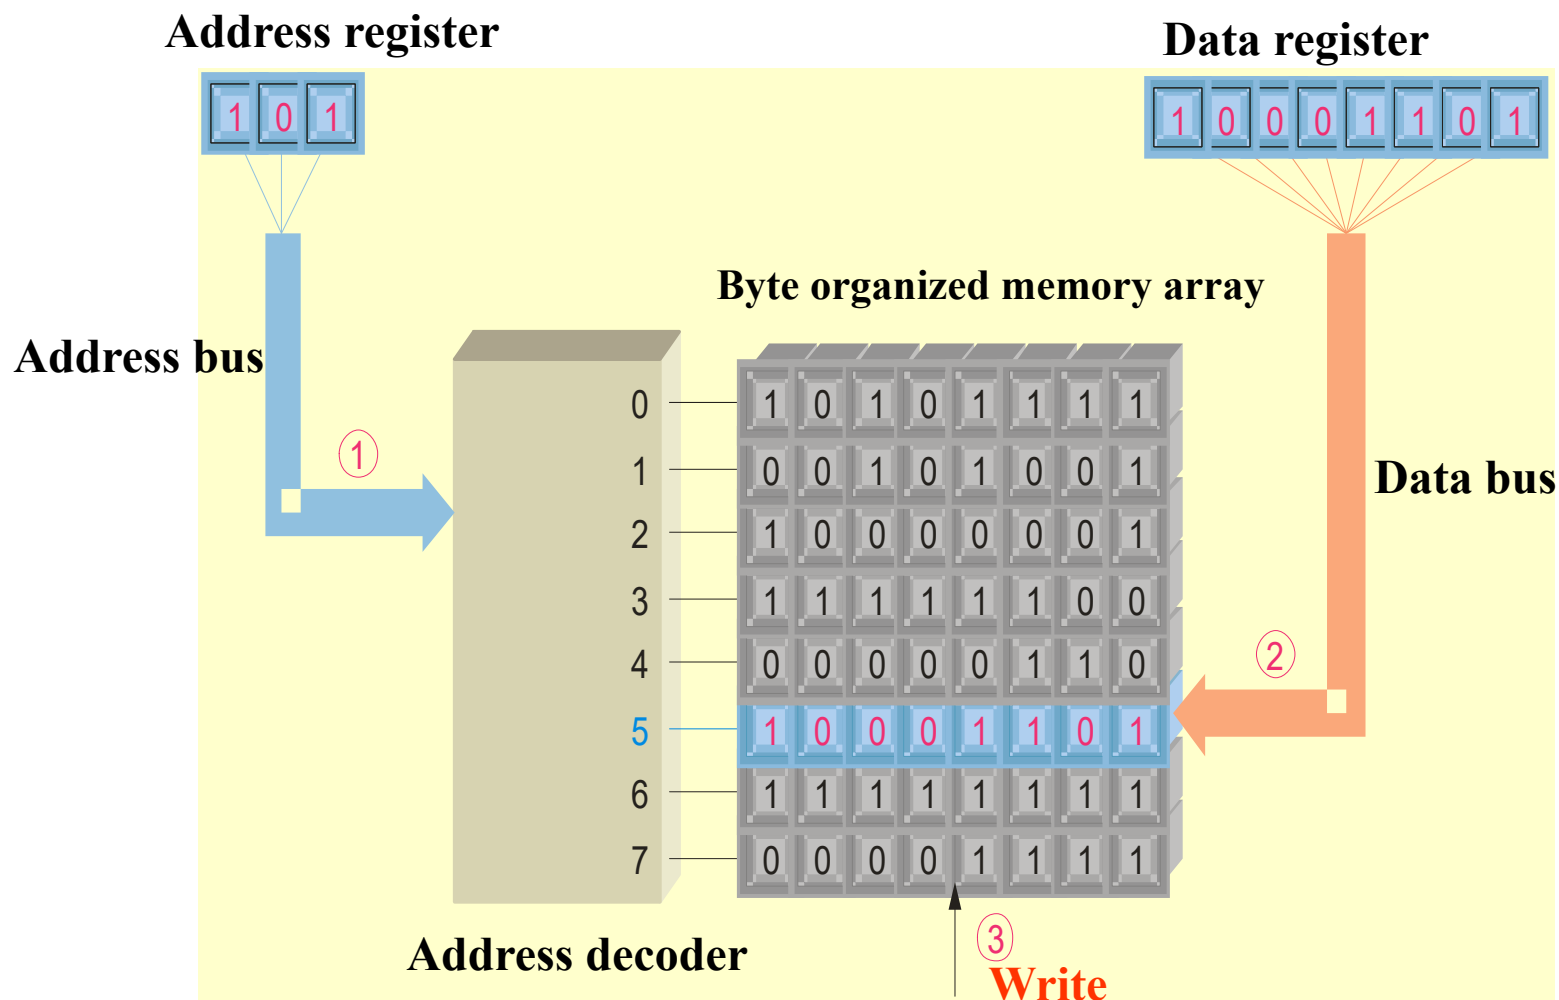 Address register
Data register
1 0 1
1 0 0 0 1 1 0 1
Byte organized memory array
Address bus
0 1 0 1 0 1 1 1 1
1
1 0 0 1 0 1 0 0 1
Data bus
2 1 0 0 0 0 0 0 1
3 1 1 1 1 1 1 0 0
4 0 0 0 0 0 1 1 0
2
5 1 0 0 0 1 1 0 1
6 1 1 1 1 1 1 1 1
7 0 0 0 0 1 1 1 1
3
Address decoder
Write